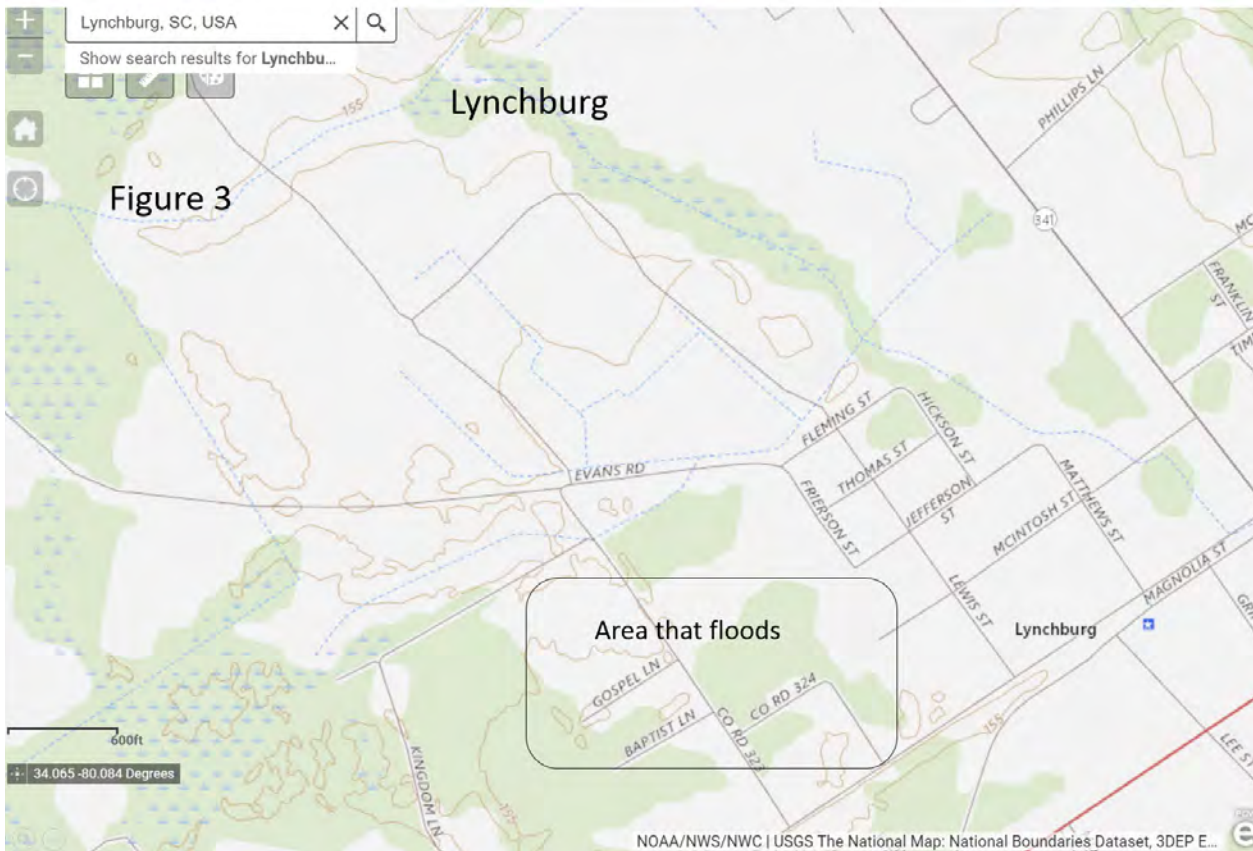 Lynchburg, SC, USA
Show search results for Lynchbu...
Lynchburg
Figure 3
155
PHILLIPS LN
341
FRANKLIN ST
EVANS RD
FLEMING ST
HICKSON ST
THOMAS ST
JEFFERSON ST
FRIERSON ST
MATTHEWS ST
MCINTOSH ST
LEWIS ST
MAGNOLIA ST
Lynchburg
Area that floods
GOSPEL LN
BAPTIST LN
CO RD 324
CO RD 323
155
LEE ST
KINGDOM LN
155
600ft
34.065 -80.084 Degrees
NOAA/NWS/NWC | USGS The National Map: National Boundaries Dataset, 3DEP E...